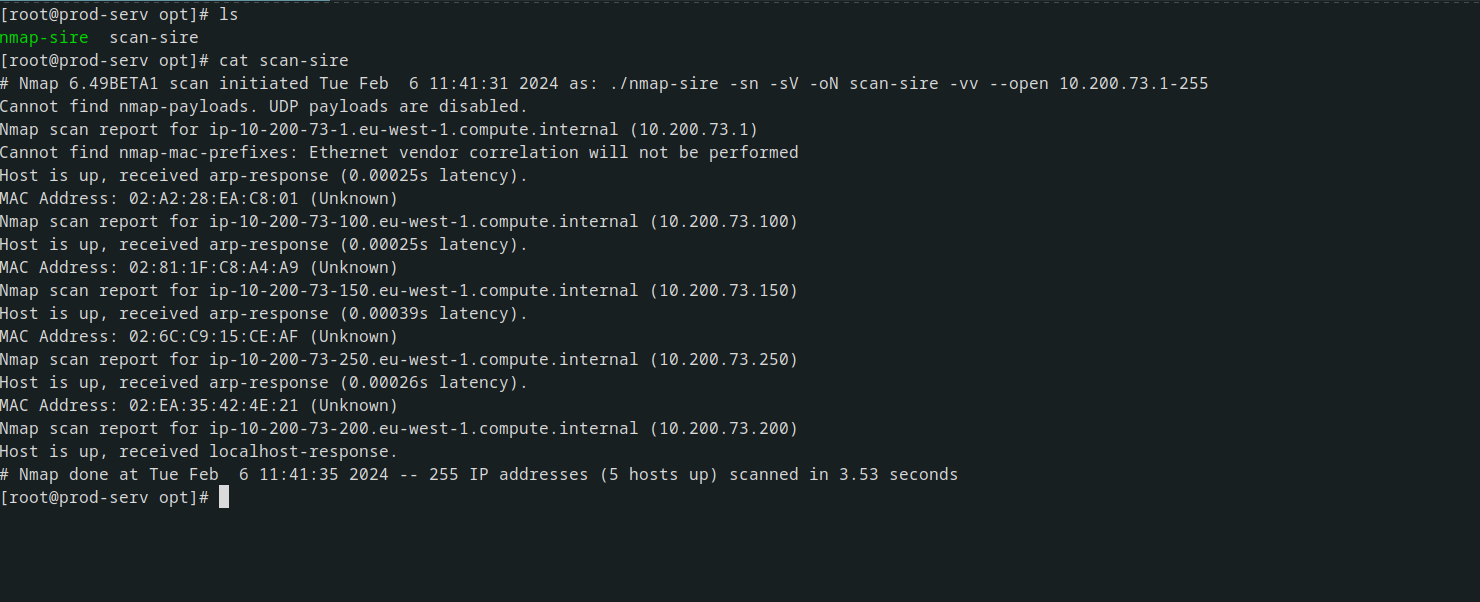 [root@prod-serv opt]# ls
nmap-sire  scan-sire
[root@prod-serv opt]# cat scan-sire
# Nmap 6.49BETA1 scan initiated Tue Feb  6 11:41:31 2024 as: ./nmap-sire -sn -sV -oN scan-sire -vv --open 10.200.73.1-255
Cannot find nmap-payloads. UDP payloads are disabled.
Nmap scan report for ip-10-200-73-1.eu-west-1.compute.internal (10.200.73.1)
Cannot find nmap-mac-prefixes: Ethernet vendor correlation will not be performed
Host is up, received arp-response (0.00025s latency).
MAC Address: 02:A2:28:EA:C8:01 (Unknown)
Nmap scan report for ip-10-200-73-100.eu-west-1.compute.internal (10.200.73.100)
Host is up, received arp-response (0.00025s latency).
MAC Address: 02:81:1F:C8:A4:A9 (Unknown)
Nmap scan report for ip-10-200-73-150.eu-west-1.compute.internal (10.200.73.150)
Host is up, received arp-response (0.00039s latency).
MAC Address: 02:6C:C9:15:CE:AF (Unknown)
Nmap scan report for ip-10-200-73-250.eu-west-1.compute.internal (10.200.73.250)
Host is up, received arp-response (0.00026s latency).
MAC Address: 02:EA:35:42:4E:21 (Unknown)
Nmap scan report for ip-10-200-73-200.eu-west-1.compute.internal (10.200.73.200)
Host is up, received localhost-response.
# Nmap done at Tue Feb  6 11:41:35 2024 -- 255 IP addresses (5 hosts up) scanned in 3.53 seconds
[root@prod-serv opt]#